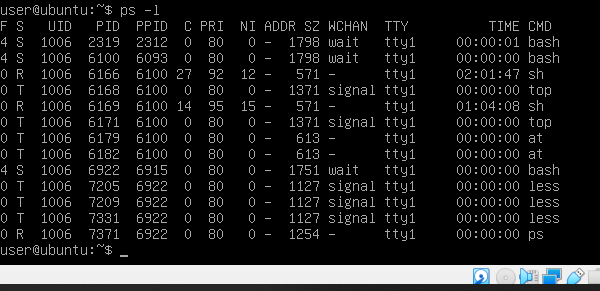 user@ubuntu:~$ ps -l
F S   UID   PID  PPID  C PRI  NI ADDR SZ WCHAN  TTY          TIME CMD
4 S  1006  2319  2312  0  80   0 -  1798 wait   tty1     00:00:01 bash
4 S  1006  6100  6093  0  80   0 -  1798 wait   tty1     00:00:00 bash
0 R  1006  6166  6100 27  92  12 -   571 -      tty1     02:01:47 sh
0 T  1006  6168  6100  0  80   0 -  1371 signal tty1     00:00:00 top
0 R  1006  6169  6100 14  95  15 -   571 -      tty1     01:04:08 sh
0 T  1006  6171  6100  0  80   0 -  1371 signal tty1     00:00:00 top
0 T  1006  6179  6100  0  80   0 -   613 -      tty1     00:00:00 at
0 T  1006  6182  6100  0  80   0 -   613 -      tty1     00:00:00 at
4 S  1006  6922  6915  0  80   0 -  1751 wait   tty1     00:00:00 bash
0 T  1006  7205  6922  0  80   0 -  1127 signal tty1     00:00:00 less
0 T  1006  7209  6922  0  80   0 -  1127 signal tty1     00:00:00 less
0 T  1006  7331  6922  0  80   0 -  1127 signal tty1     00:00:00 less
0 R  1006  7371  6922  0  80   0 -  1254 -      tty1     00:00:00 ps
user@ubuntu:~$ _